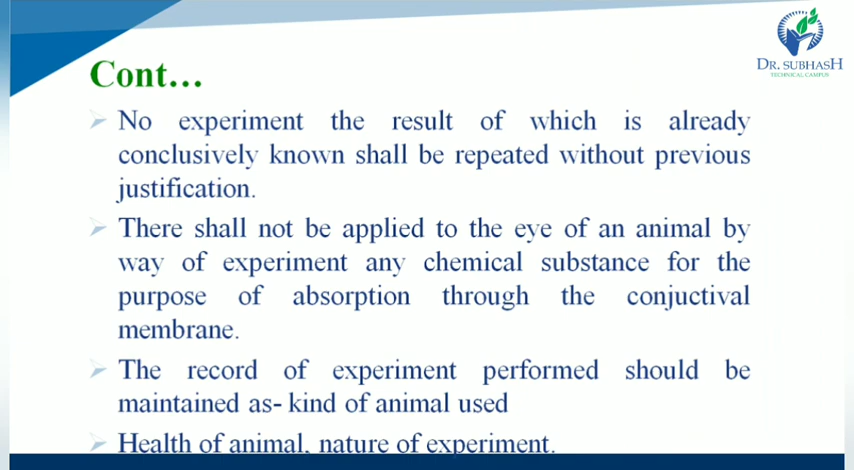 DR. SUBHASH
TECHNICAL CAMPUS
Cont...
No experiment the result of which is already
conclusively known shall be repeated without previous
justification.
There shall not be applied to the eye of an animal by
way of experiment any chemical substance for the
purpose of absorption through the conjuctival
membrane.
The record of experiment performed should be
maintained as- kind of animal used
Health of animal, nature of experiment.